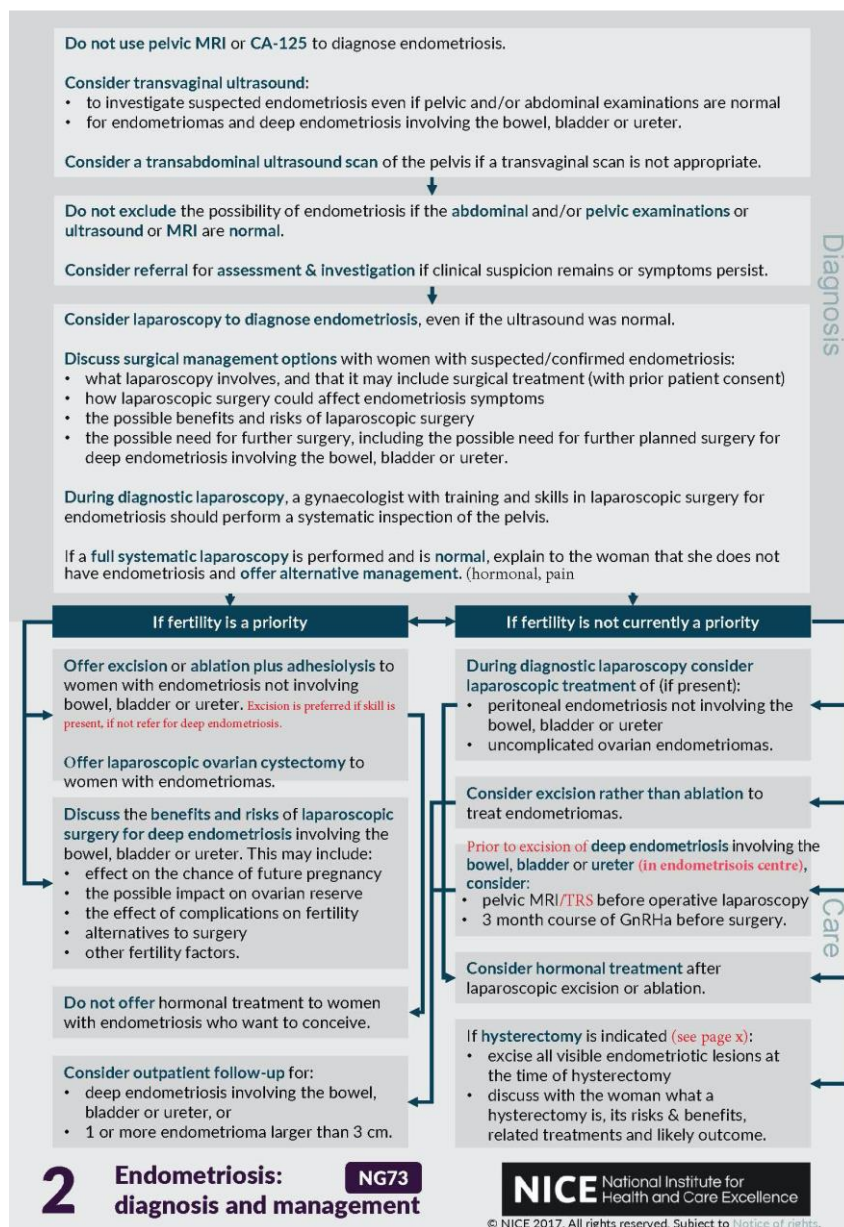 Do not use pelvic MRI or CA-125 to diagnose endometriosis.
Consider transvaginal ultrasound:
• to investigate suspected endometriosis even if pelvic and/or abdominal examinations are normal
• for endometriomas and deep endometriosis involving the bowel, bladder or ureter.
Consider a transabdominal ultrasound scan of the pelvis if a transvaginal scan is not appropriate.
Do not exclude the possibility of endometriosis if the abdominal and/or pelvic examinations or
ultrasound or MRI are normal.
Consider referral for assessment & investigation if clinical suspicion remains or symptoms persist.
Diagnosis
Consider laparoscopy to diagnose endometriosis, even if the ultrasound was normal.
Discuss surgical management options with women with suspected/confirmed endometriosis:
• what laparoscopy involves, and that it may include surgical treatment (with prior patient consent)
• how laparoscopic surgery could affect endometriosis symptoms
• the possible benefits and risks of laparoscopic surgery
• the possible need for further surgery, including the possible need for further planned surgery for
deep endometriosis involving the bowel, bladder or ureter.
During diagnostic laparoscopy, a gynaecologist with training and skills in laparoscopic surgery for
endometriosis should perform a systematic inspection of the pelvis.
If a full systematic laparoscopy is performed and is normal, explain to the woman that she does not
have endometriosis and offer alternative management. (hormonal, pain
If fertility is a priority
Offer excision or ablation plus adhesiolysis to
women with endometriosis not involving
bowel, bladder or ureter. Excision is preferred if skill is
present, if not refer for deep endometriosis.
Offer laparoscopic ovarian cystectomy to
women with endometriomas.
Discuss the benefits and risks of laparoscopic
surgery for deep endometriosis involving the
bowel, bladder or ureter. This may include:
• effect on the chance of future pregnancy
• the possible impact on ovarian reserve
• the effect of complications on fertility
• alternatives to surgery
• other fertility factors.
Do not offer hormonal treatment to women
with endometriosis who want to conceive.
Consider outpatient follow-up for:
• deep endometriosis involving the bowel,
bladder or ureter, or
• 1 or more endometrioma larger than 3 cm.
If fertility is not currently a priority
During diagnostic laparoscopy consider
laparoscopic treatment of (if present):
• peritoneal endometriosis not involving the
bowel, bladder or ureter
• uncomplicated ovarian endometriomas.
Consider excision rather than ablation to
treat endometriomas.
Prior to excision of deep endometriosis involving the
bowel, bladder or ureter (in endometrisois centre),
consider:
• pelvic MRI/TRS before operative laparoscopy
• 3 month course of GnRHa before surgery.
Consider hormonal treatment after
laparoscopic excision or ablation.
If hysterectomy is indicated (see page x):
• excise all visible endometriotic lesions at
the time of hysterectomy
• discuss with the woman what a
hysterectomy is, its risks & benefits,
related treatments and likely outcome.
Care
2 Endometriosis: NG73
diagnosis and management
NICE National Institute for
Health and Care Excellence
© NICE 2017. All rights reserved. Subject to Notice of rights.